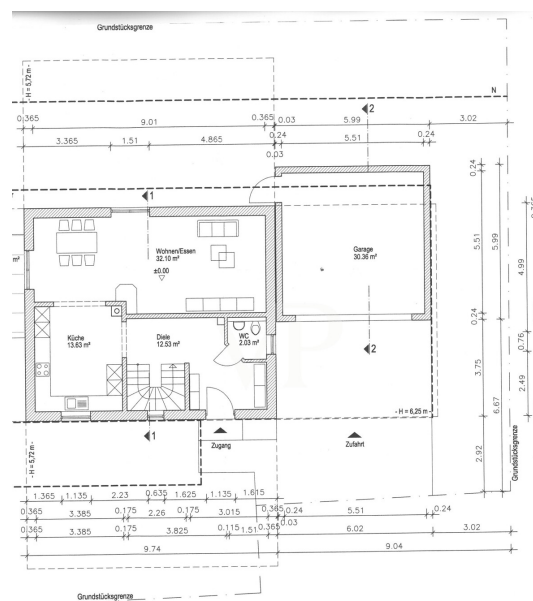 Grundstücksgrenze
- H = 5,72 m -
N
2
0.365
9.01
0.365
0.03
5.99
3.02
3.365
1.51
4.865
0.24
5.51
0.24
0.03
0.24
1
Wohnen/Essen
32.10 m²
±0.00
m²
Garage
30.36 m²
5.51
5.99
4.99
0.24
0.76
Küche
13.63 m²
Diele
12.53 m²
WC
2.03 m²
2
3.75
2.49
6.67
- H = 6,25 m -
1
Zugang
Zufahrt
- H = 5,72 m -
2.92
Grundstücksgrenze
1.365
1.135
2.23
0.635
1.625
1.135
1.615
0.365
3.385
0.175
2.26
0.175
3.015
0.365
0.24
5.51
0.24
0.03
0.365
3.385
0.175
3.825
0.115
1.51
0.365
6.02
3.02
9.74
9.04
Grundstücksgrenze